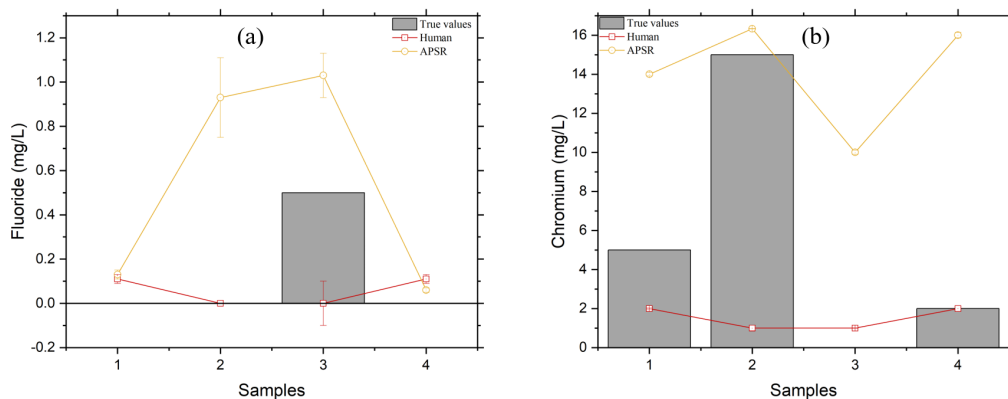 (a)
True values
Human
APSR
Fluoride (mg/L)
1.2
1.0
0.8
0.6
0.4
0.2
0.0
-0.2
1 2 3 4
Samples
(b)
True values
Human
APSR
Chromium (mg/L)
16
14
12
10
8
6
4
2
0
1 2 3 4
Samples